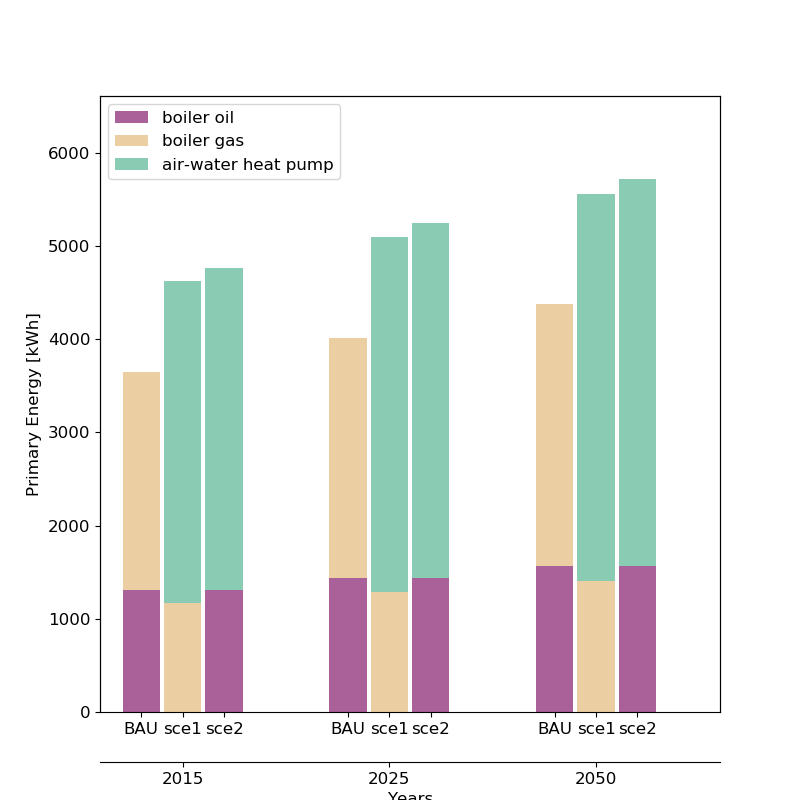 boiler oil
boiler gas
air-water heat pump
6000
5000
4000
3000
2000
1000
0
Primary Energy [kWh]
BAU sce1 sce2 BAU sce1 sce2 BAU sce1 sce2
2015 2025 2050
Years